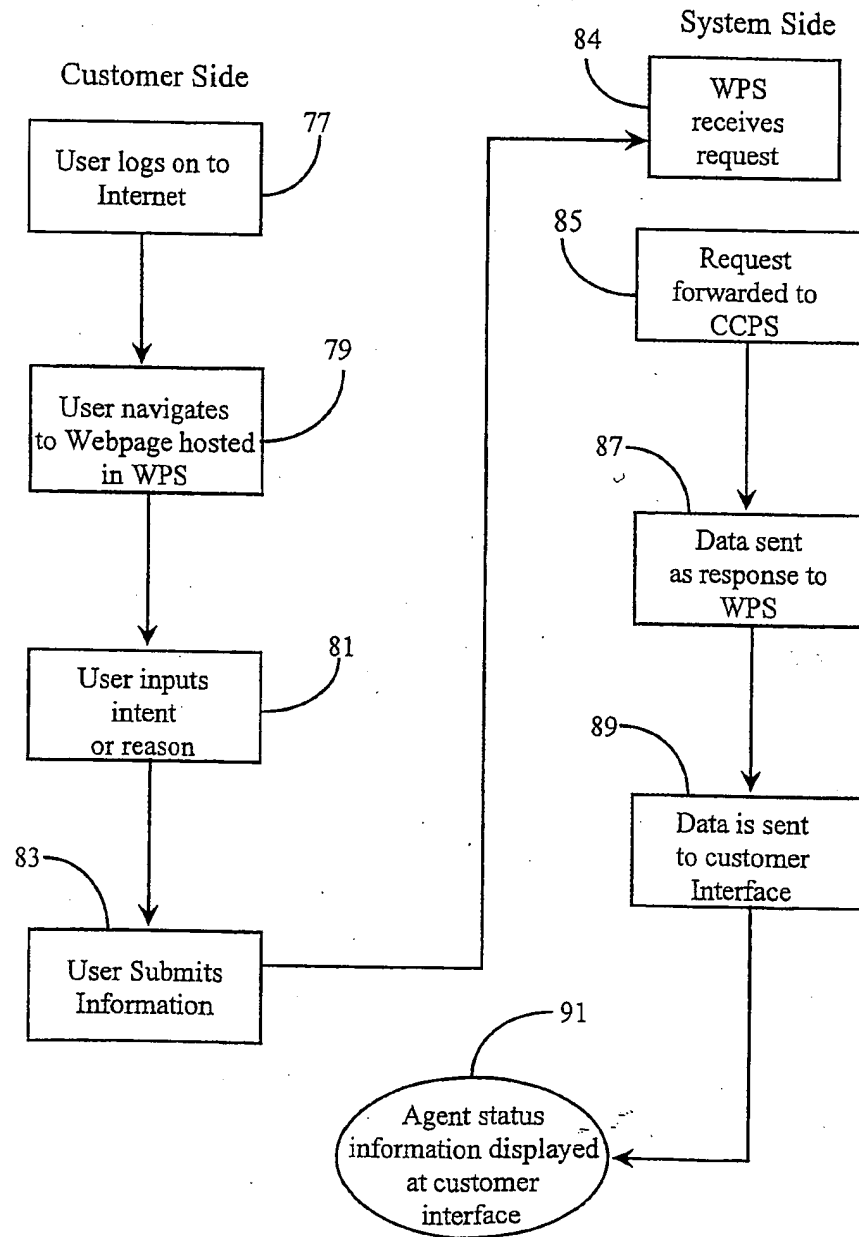 Customer Side
77
User logs on to
Internet
79
User navigates
to Webpage hosted
in WPS
81
User inputs
intent
or reason
83
User Submits
Information
System Side
84
WPS
receives
request
85
Request
forwarded to
CCPS
87
Data sent
as response to
WPS
89
Data is sent
to customer
Interface
91
Agent status
information displayed
at customer
interface